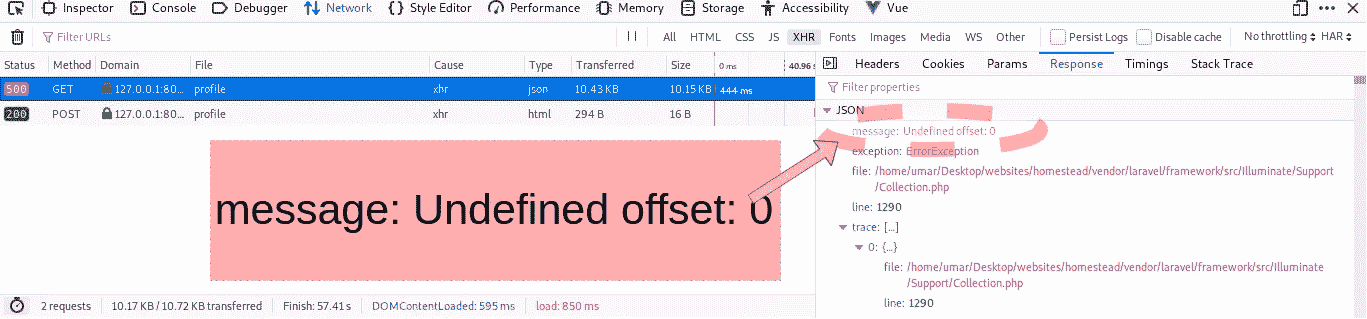 Inspector Console Debugger Network Style Editor Performance Memory Storage Accessibility Vue
Filter URLs All HTML CSS JS XHR Fonts Images Media WS Other Persist Logs Disable cache No throttling HAR
Status Method Domain File Cause Type Transferred Size 0 ms 40.96 s
500 GET 127.0.0.1:80... profile xhr json 10.43 KB 10.15 KB 444 ms
200 POST 127.0.0.1:80... profile xhr html 294 B 16 B
message: Undefined offset: 0
2 requests 10.17 KB / 10.72 KB transferred Finish: 57.41 s DOMContentLoaded: 595 ms load: 850 ms
Headers Cookies Params Response Timings Stack Trace
Filter properties
JSON
message: Undefined offset: 0
exception: ErrorException
file: /home/umar/Desktop/websites/homestead/vendor/laravel/framework/src/Illuminate/Support
/Collection.php
line: 1290
trace: [...]
0: {...}
file: /home/umar/Desktop/websites/homestead/vendor/laravel/framework/src/Illuminate
/Support/Collection.php
line: 1290